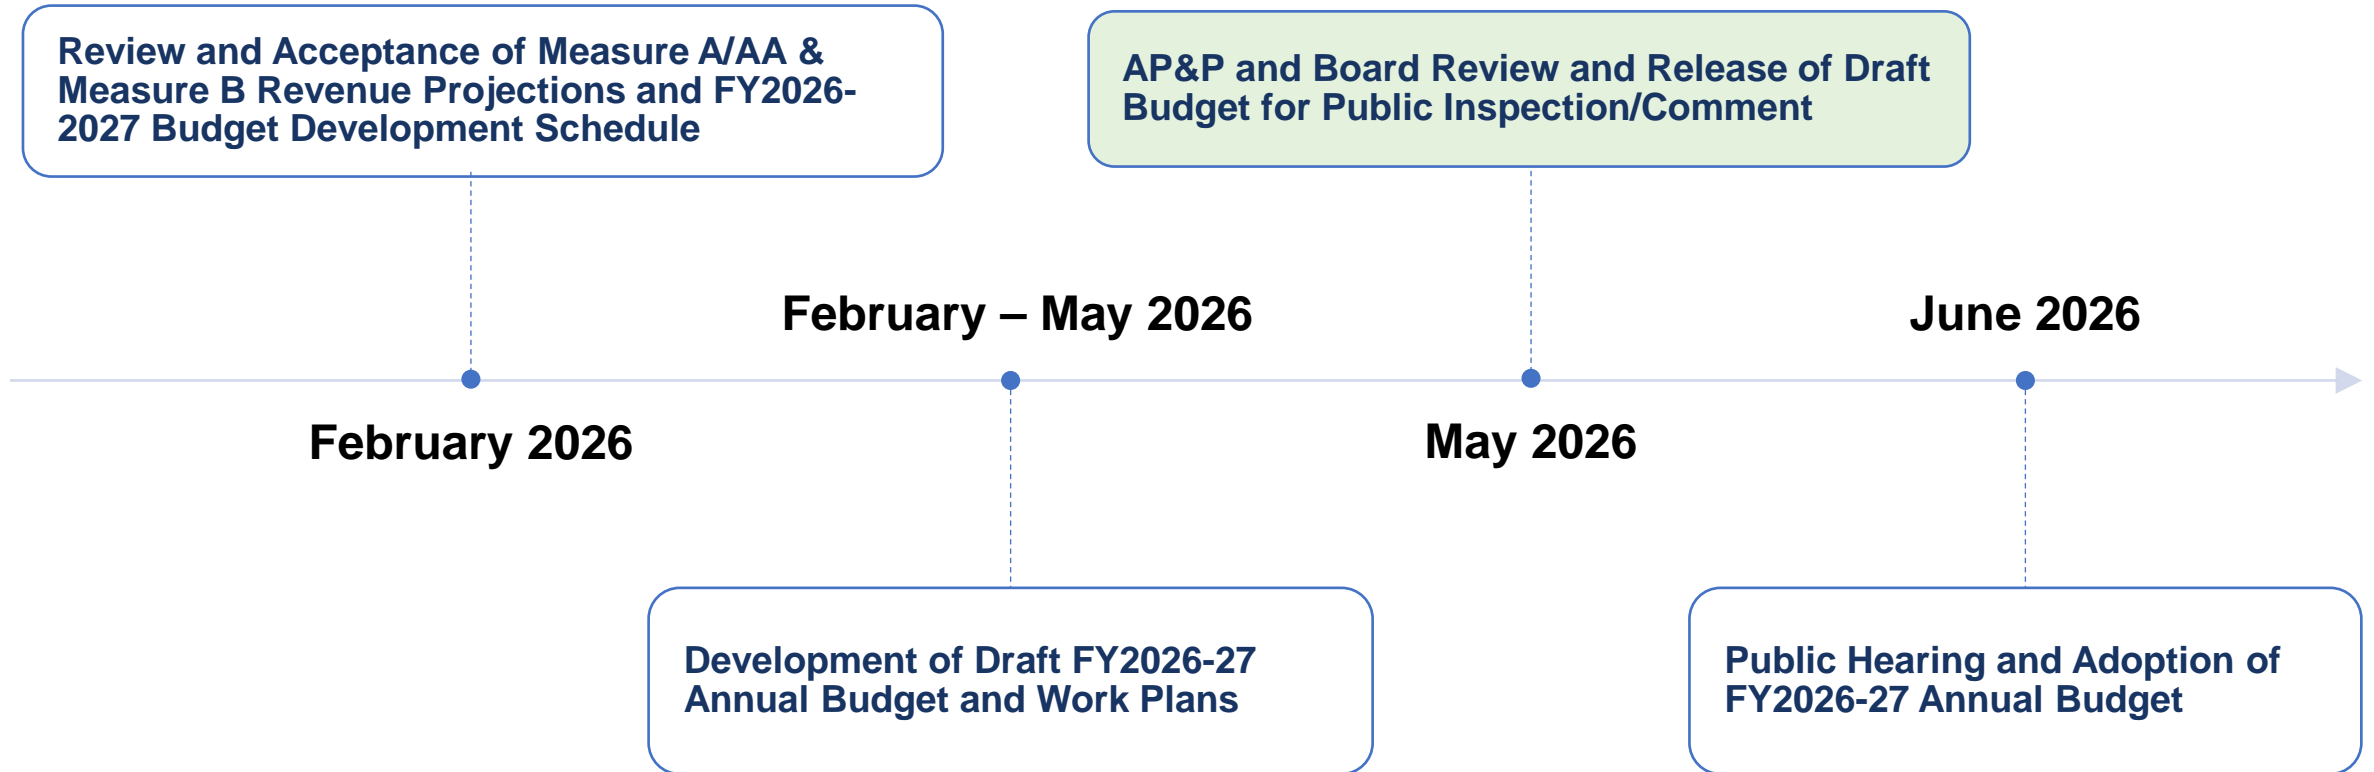 Review and Acceptance of Measure A/AA &
Measure B Revenue Projections and FY2026-
2027 Budget Development Schedule
AP&P and Board Review and Release of Draft
Budget for Public Inspection/Comment
February – May 2026
June 2026
February 2026
May 2026
Development of Draft FY2026-27
Annual Budget and Work Plans
Public Hearing and Adoption of
FY2026-27 Annual Budget